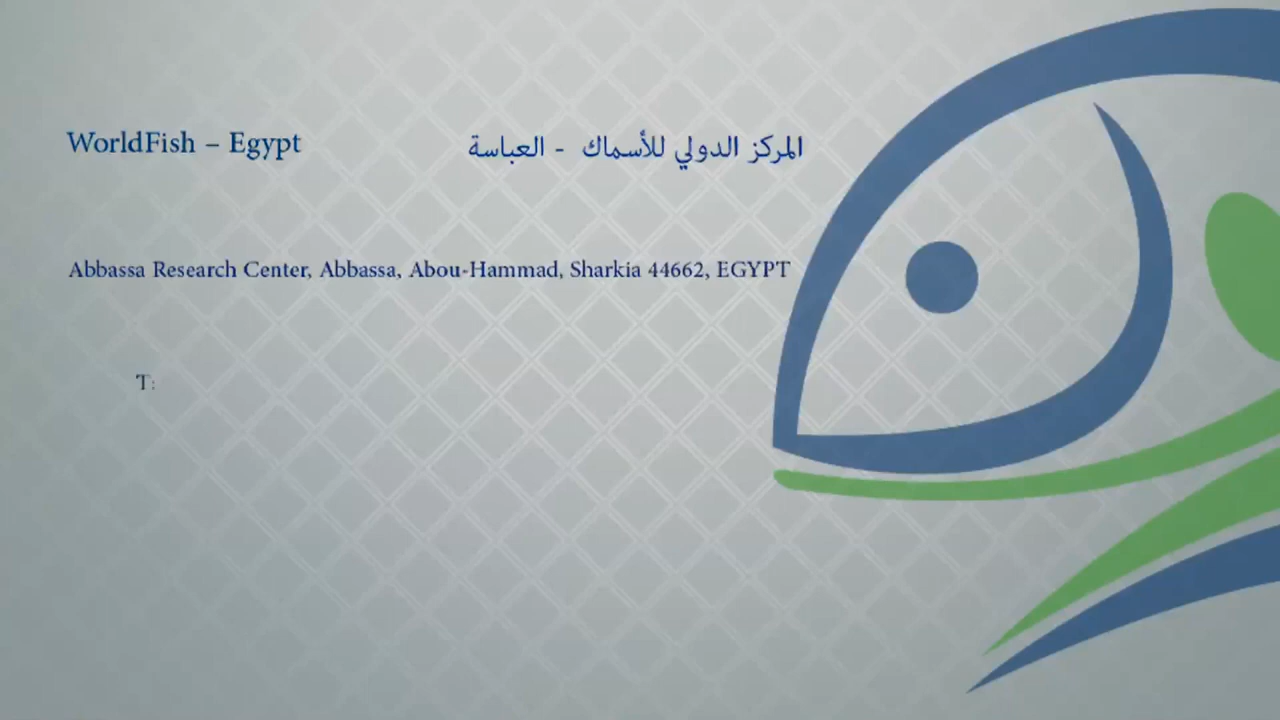 WorldFish – Egypt المركز الدولي للأسماك - العباسة
Abbassa Research Center, Abbassa, Abou-Hammad, Sharkia 44662, EGYPT
T: